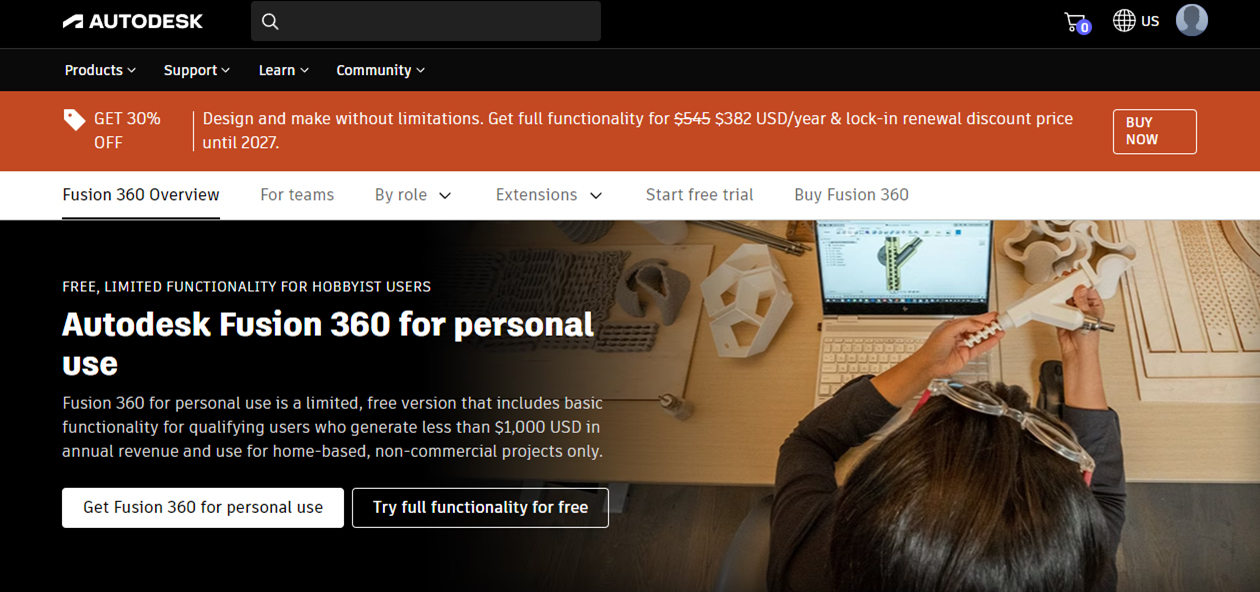 AUTODESK
0
US
Products
Support
Learn
Community
GET 30%
OFF
Design and make without limitations. Get full functionality for $545 $382 USD/year & lock-in renewal discount price
until 2027.
BUY
NOW
Fusion 360 Overview
For teams
By role
Extensions
Start free trial
Buy Fusion 360
FREE, LIMITED FUNCTIONALITY FOR HOBBYIST USERS
Autodesk Fusion 360 for personal
use
Fusion 360 for personal use is a limited, free version that includes basic
functionality for qualifying users who generate less than $1,000 USD in
annual revenue and use for home-based, non-commercial projects only.
Get Fusion 360 for personal use
Try full functionality for free